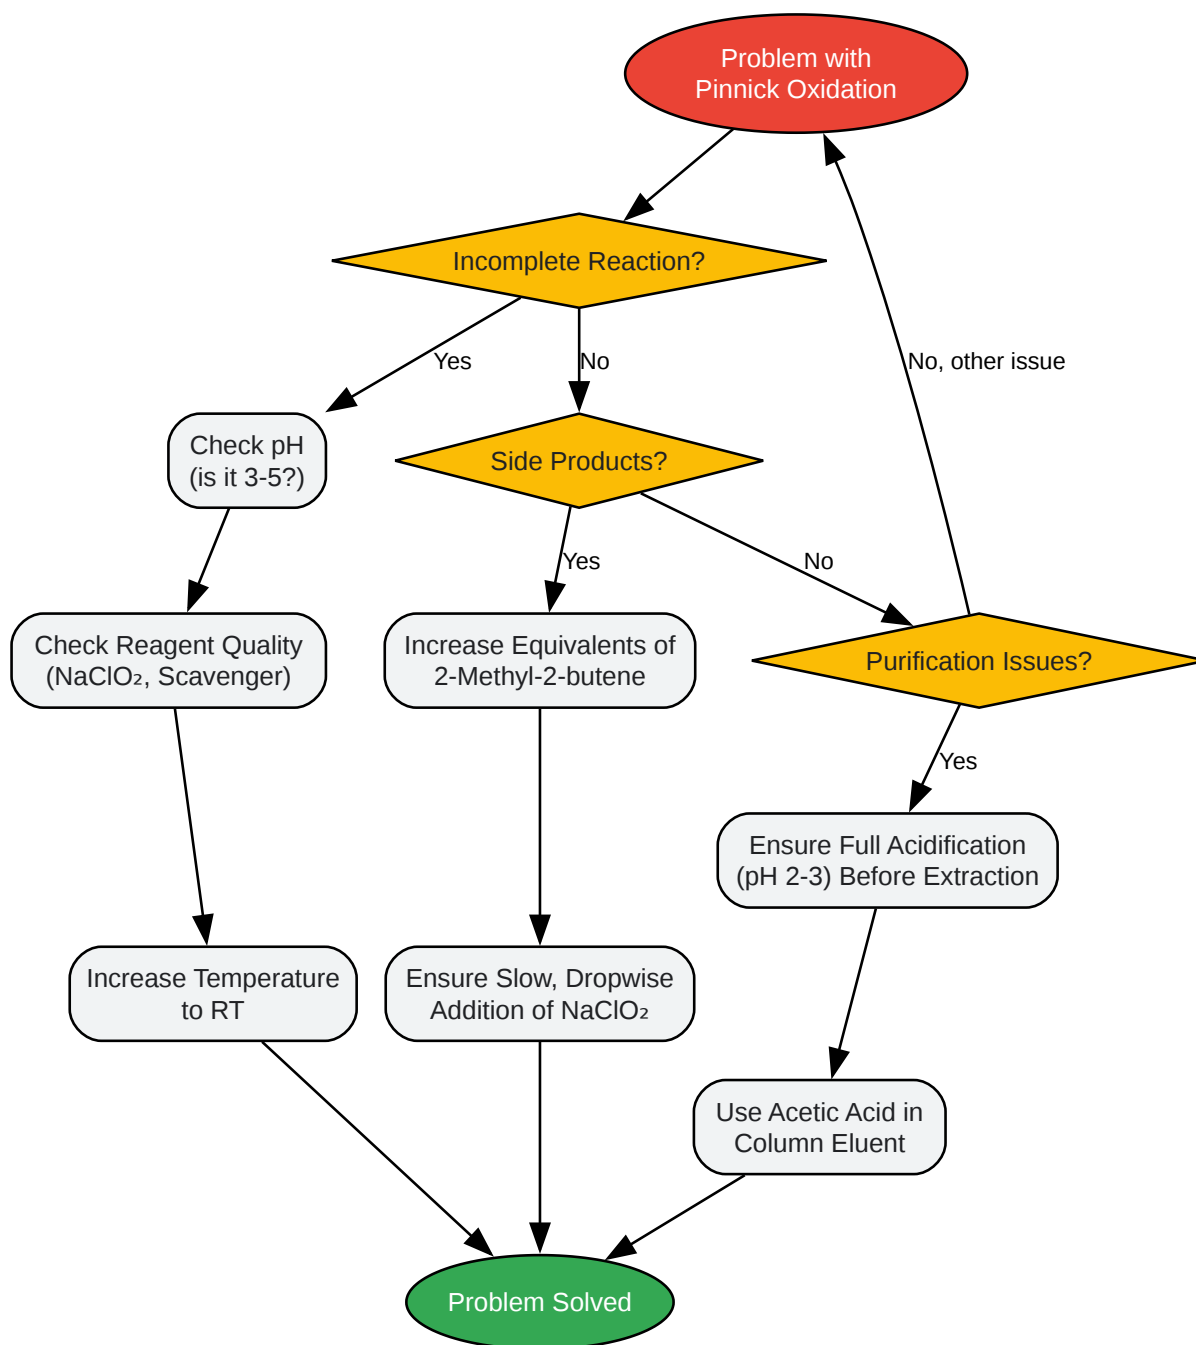 Problem with
Pinnick Oxidation
Incomplete Reaction?
Yes
No
No, other issue
Check pH
(is it 3-5?)
Side Products?
Yes
No
Check Reagent Quality
(NaClO₂, Scavenger)
Increase Equivalents of
2-Methyl-2-butene
Purification Issues?
Yes
Ensure Full Acidification
(pH 2-3) Before Extraction
Increase Temperature
to RT
Ensure Slow, Dropwise
Addition of NaClO₂
Use Acetic Acid in
Column Eluent
Problem Solved